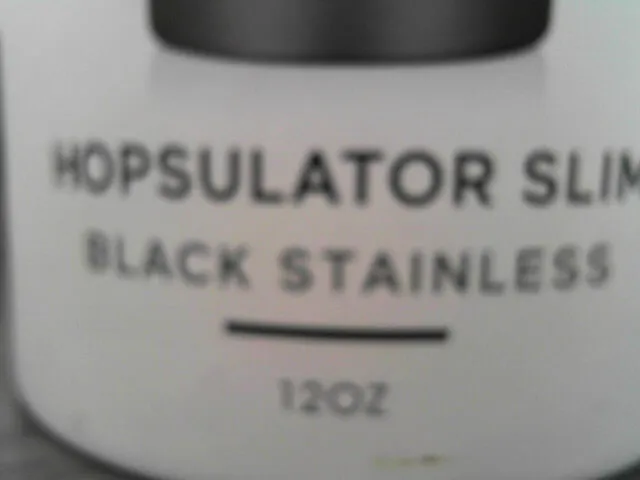 HOPSULATOR SLIM
BLACK STAINLESS
12OZ